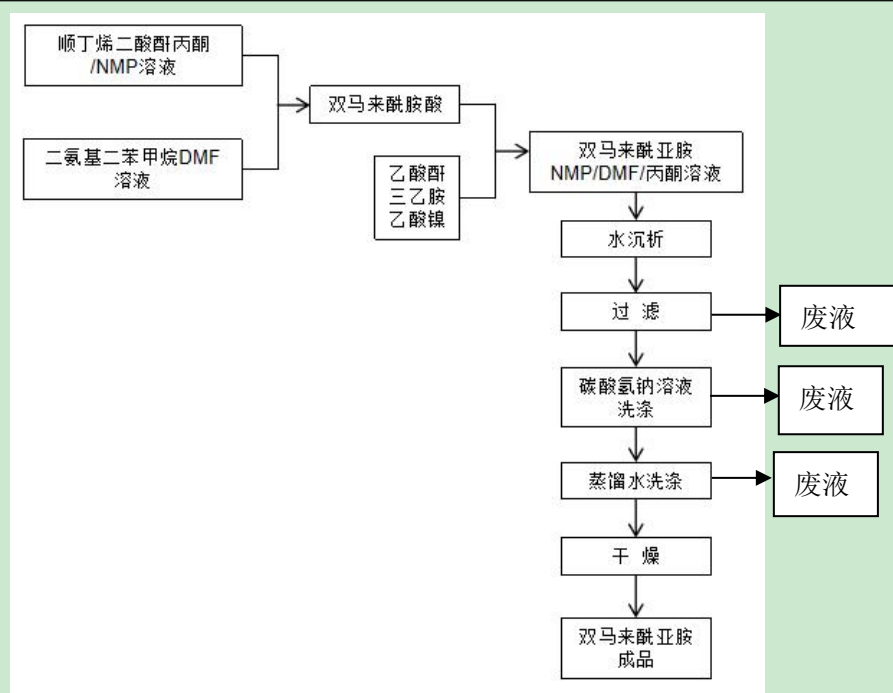 顺丁烯二酸酐丙酮
/NMP溶液
双马来酰胺酸
二氨基二苯甲烷DMF
溶液
乙酸酐
三乙胺
乙酸镍
双马来酰亚胺
NMP/DMF/丙酮溶液
水沉析
过 滤
废液
碳酸氢钠溶液
洗涤
废液
蒸馏水洗涤
废液
干 燥
双马来酰亚胺
成品